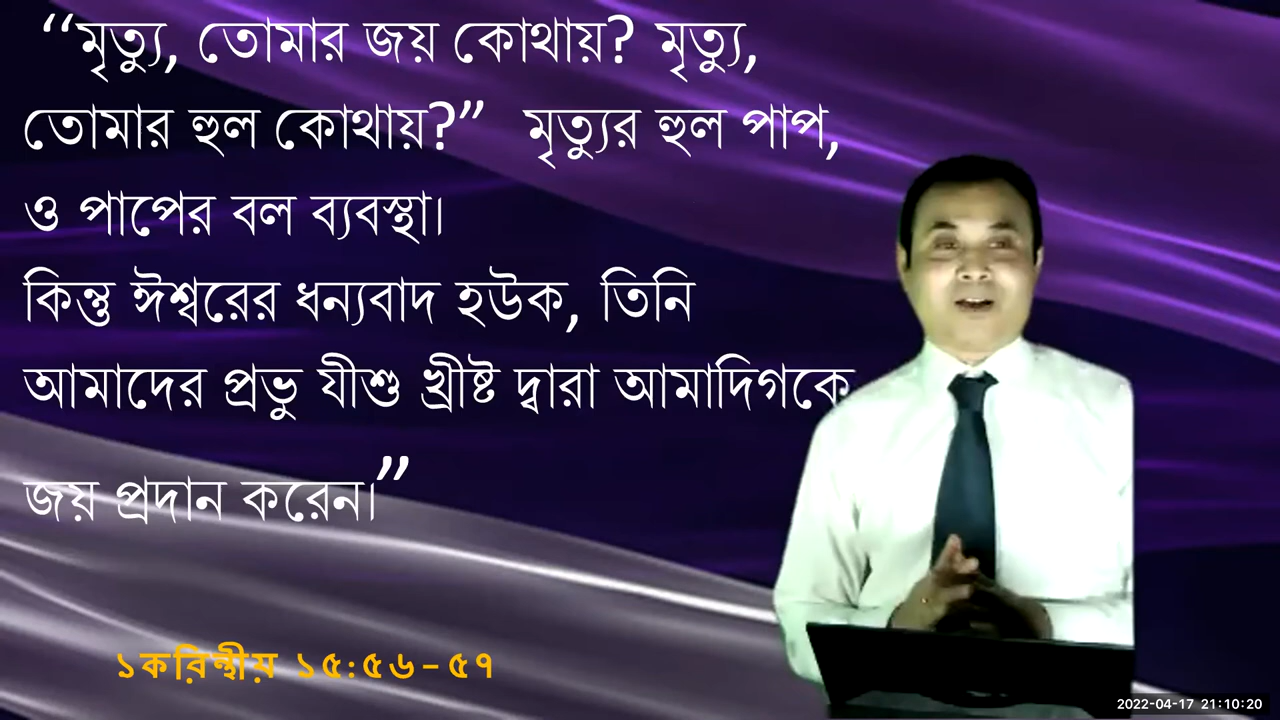 ‘‘মৃত্যু, তোমার জয় কোথায়? মৃত্যু,
তোমার হুল কোথায়?” মৃত্যুর হুল পাপ,
ও পাপের বল ব্যবস্থা।
কিন্তু ঈশ্বরের ধন্যবাদ হউক, তিনি
আমাদের প্রভু যীশু খ্রীষ্ট দ্বারা আমাদিগকে
জয় প্রদান করেন।”
১করিন্থীয় ১৫:৫৬-৫৭
2022-04-17 21:10:20